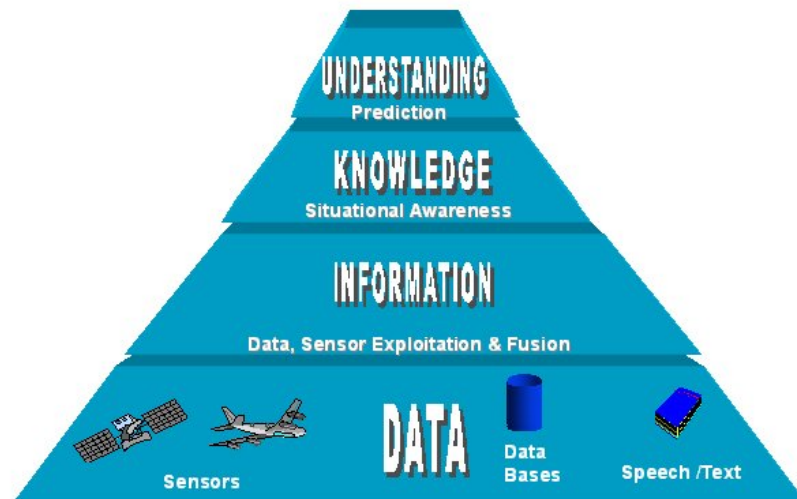 UNDERSTANDING
Prediction
KNOWLEDGE
Situational Awareness
INFORMATION
Data, Sensor Exploitation & Fusion
DATA
Sensors
Data
Bases
Speech /Text